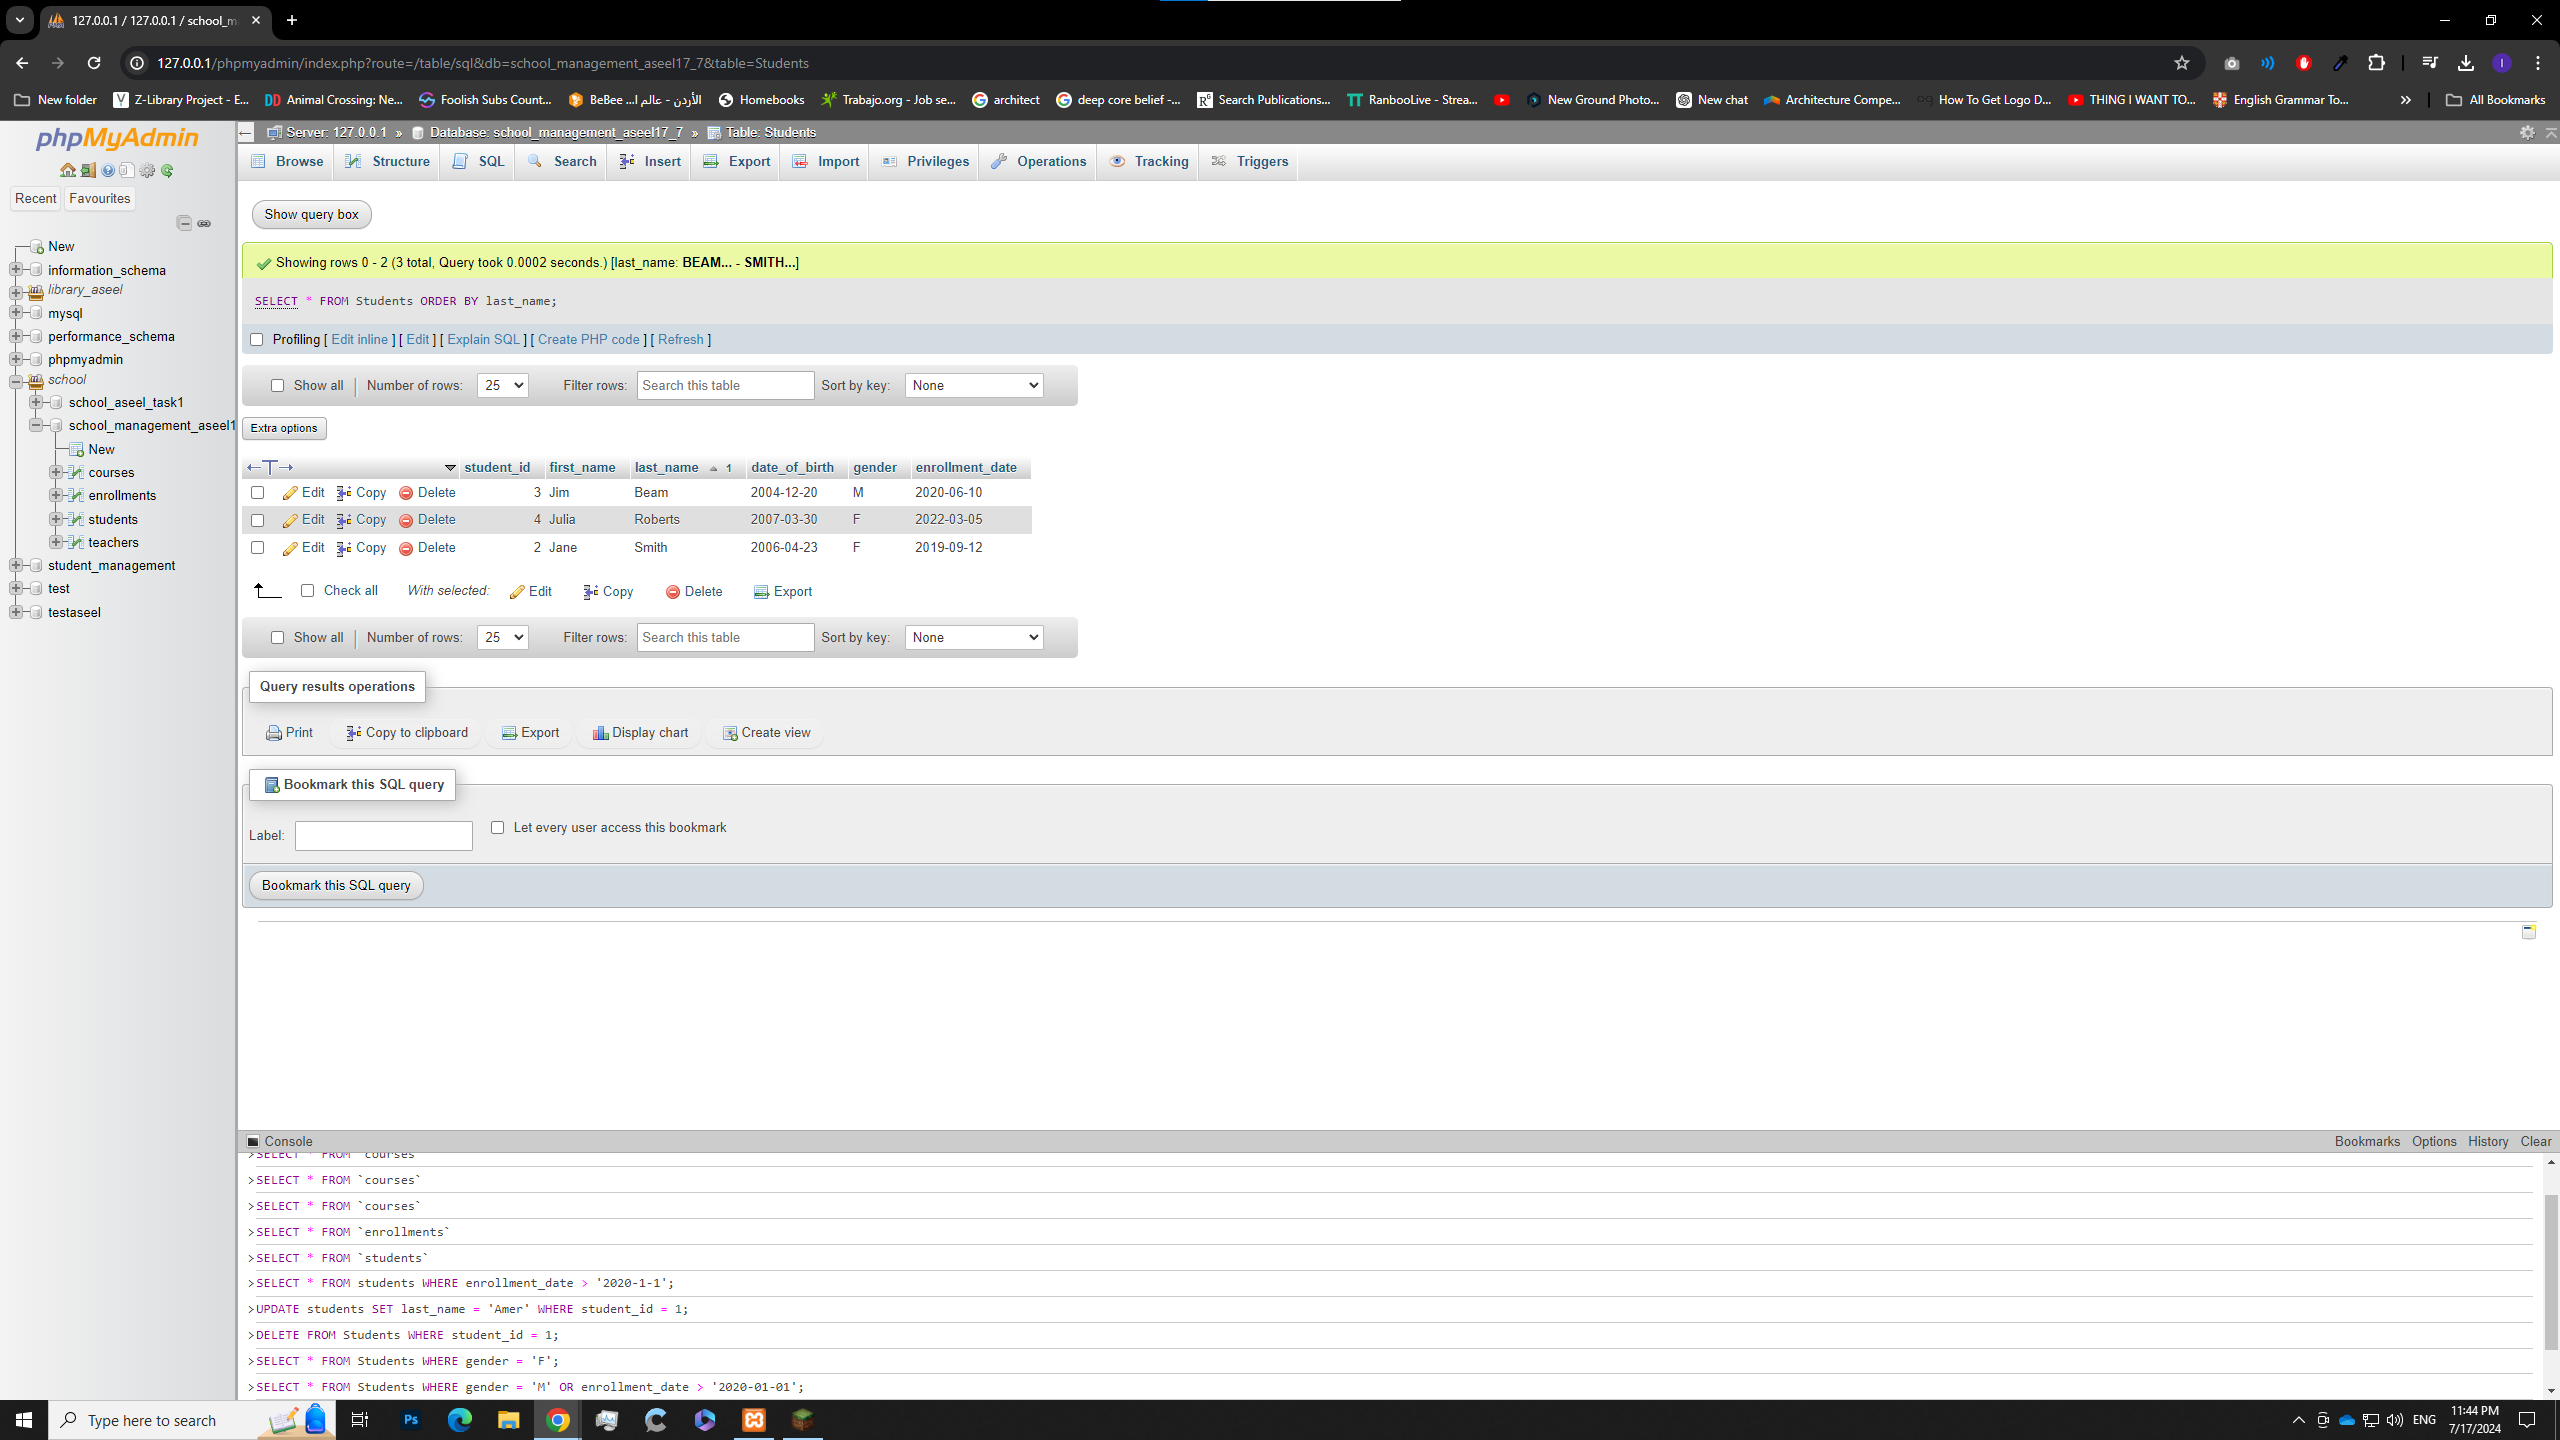 127.0.0.1 / 127.0.0.1 / school_m
127.0.0.1/phpmyadmin/index.php?route=/table/sql&db=school_management_aseel17_7&table=Students
New folder Z-Library Project - E... Animal Crossing: Ne... Foolish Subs Count... BeBee ... الأردن - عالم ا Homebooks Trabajo.org - Job se... architect deep core belief -... Search Publications... RanbooLive - Strea... New Ground Photo... New chat Architecture Compe... How To Get Logo D... THING I WANT TO... English Grammar To... » All Bookmarks
phpMyAdmin
Recent Favourites
New
information_schema
library_aseel
mysql
performance_schema
phpmyadmin
school
school_aseel_task1
school_management_aseel1
New
courses
enrollments
students
teachers
student_management
test
testaseel
Server: 127.0.0.1 » Database: school_management_aseel17_7 » Table: Students
Browse Structure SQL Search Insert Export Import Privileges Operations Tracking Triggers
Show query box
Showing rows 0 - 2 (3 total, Query took 0.0002 seconds.) [last_name: BEAM... - SMITH...]
SELECT * FROM Students ORDER BY last_name;
Profiling [ Edit inline ] [ Edit ] [ Explain SQL ] [ Create PHP code ] [ Refresh ]
Show all Number of rows: 25 Filter rows: Search this table Sort by key: None
Extra options
student_id first_name last_name 1 date_of_birth gender enrollment_date
Edit Copy Delete 3 Jim Beam 2004-12-20 M 2020-06-10
Edit Copy Delete 4 Julia Roberts 2007-03-30 F 2022-03-05
Edit Copy Delete 2 Jane Smith 2006-04-23 F 2019-09-12
Check all With selected: Edit Copy Delete Export
Show all Number of rows: 25 Filter rows: Search this table Sort by key: None
Query results operations
Print Copy to clipboard Export Display chart Create view
Bookmark this SQL query
Label: Let every user access this bookmark
Bookmark this SQL query
Console Bookmarks Options History Clear
>SELECT * FROM `courses`
>SELECT * FROM `courses`
>SELECT * FROM `courses`
>SELECT * FROM `enrollments`
>SELECT * FROM `students`
>SELECT * FROM students WHERE enrollment_date > '2020-1-1';
>UPDATE students SET last_name = 'Amer' WHERE student_id = 1;
>DELETE FROM Students WHERE student_id = 1;
>SELECT * FROM Students WHERE gender = 'F';
>SELECT * FROM Students WHERE gender = 'M' OR enrollment_date > '2020-01-01';
Type here to search Ps ENG 11:44 PM
7/17/2024